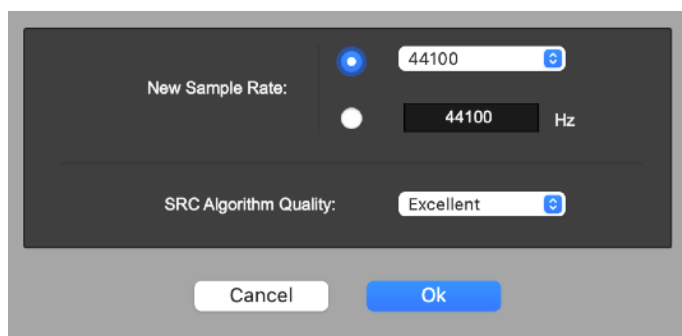 44100
New Sample Rate:
44100 Hz
SRC Algorithm Quality: Excellent
Cancel Ok